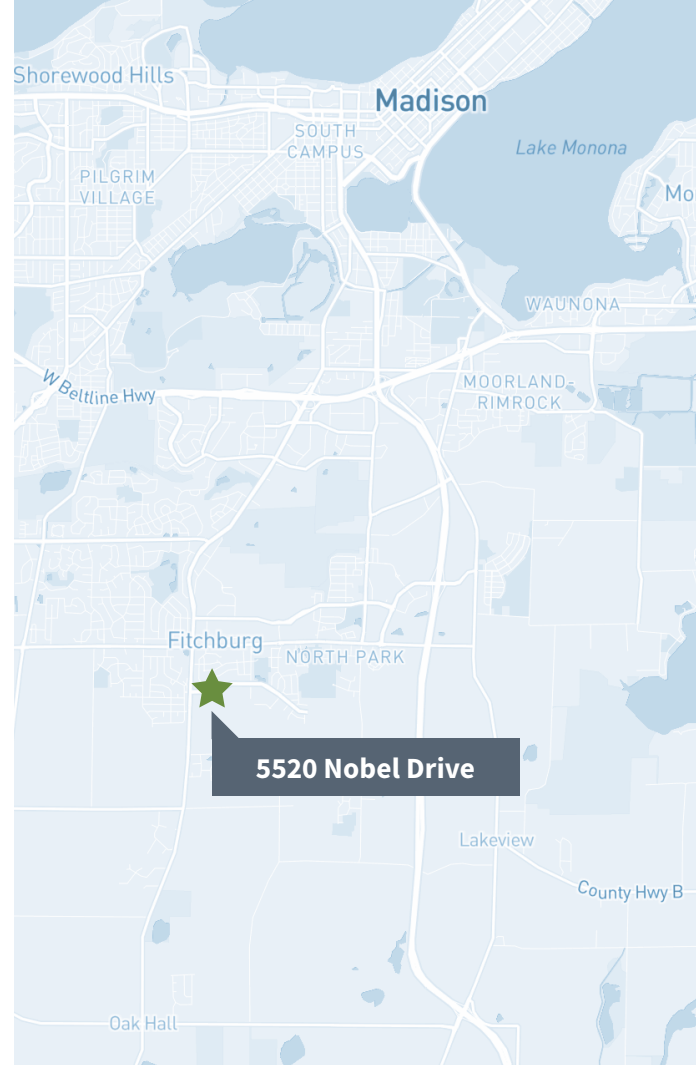 Shorewood Hills
Madison
SOUTH
CAMPUS
Lake Monona
PILGRIM
VILLAGE
Mo
WAUNONA
W Beltline Hwy
MOORLAND-
RIMROCK
Fitchburg
NORTH PARK
5520 Nobel Drive
Lakeview
County Hwy B
Oak Hall